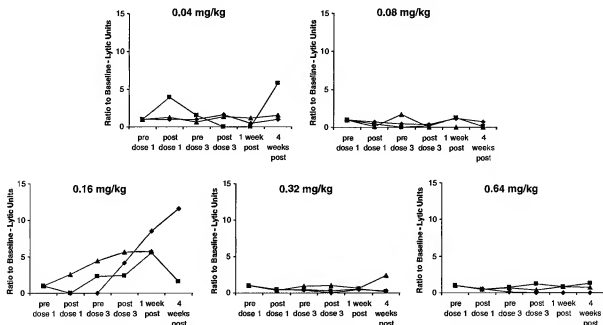 0.04 mg/kg
Ratio to Baseline - Lytic Units
15
10
5
0
pre dose 1
post dose 1
pre dose 3
post dose 3
1 week post
4 weeks post
0.08 mg/kg
Ratio to Baseline - Lytic Units
15
10
5
0
pre dose 1
post dose 1
pre dose 3
post dose 3
1 week post
4 weeks post
0.16 mg/kg
Ratio to Baseline - Lytic Units
15
10
5
0
pre dose 1
post dose 1
pre dose 3
post dose 3
1 week post
4 weeks post
0.32 mg/kg
Ratio to Baseline - Lytic Units
15
10
5
0
pre dose 1
post dose 1
pre dose 3
post dose 3
1 week post
4 weeks post
0.64 mg/kg
Ratio to Baseline - Lytic Units
15
10
5
0
pre dose 1
post dose 1
pre dose 3
post dose 3
1 week post
4 weeks post